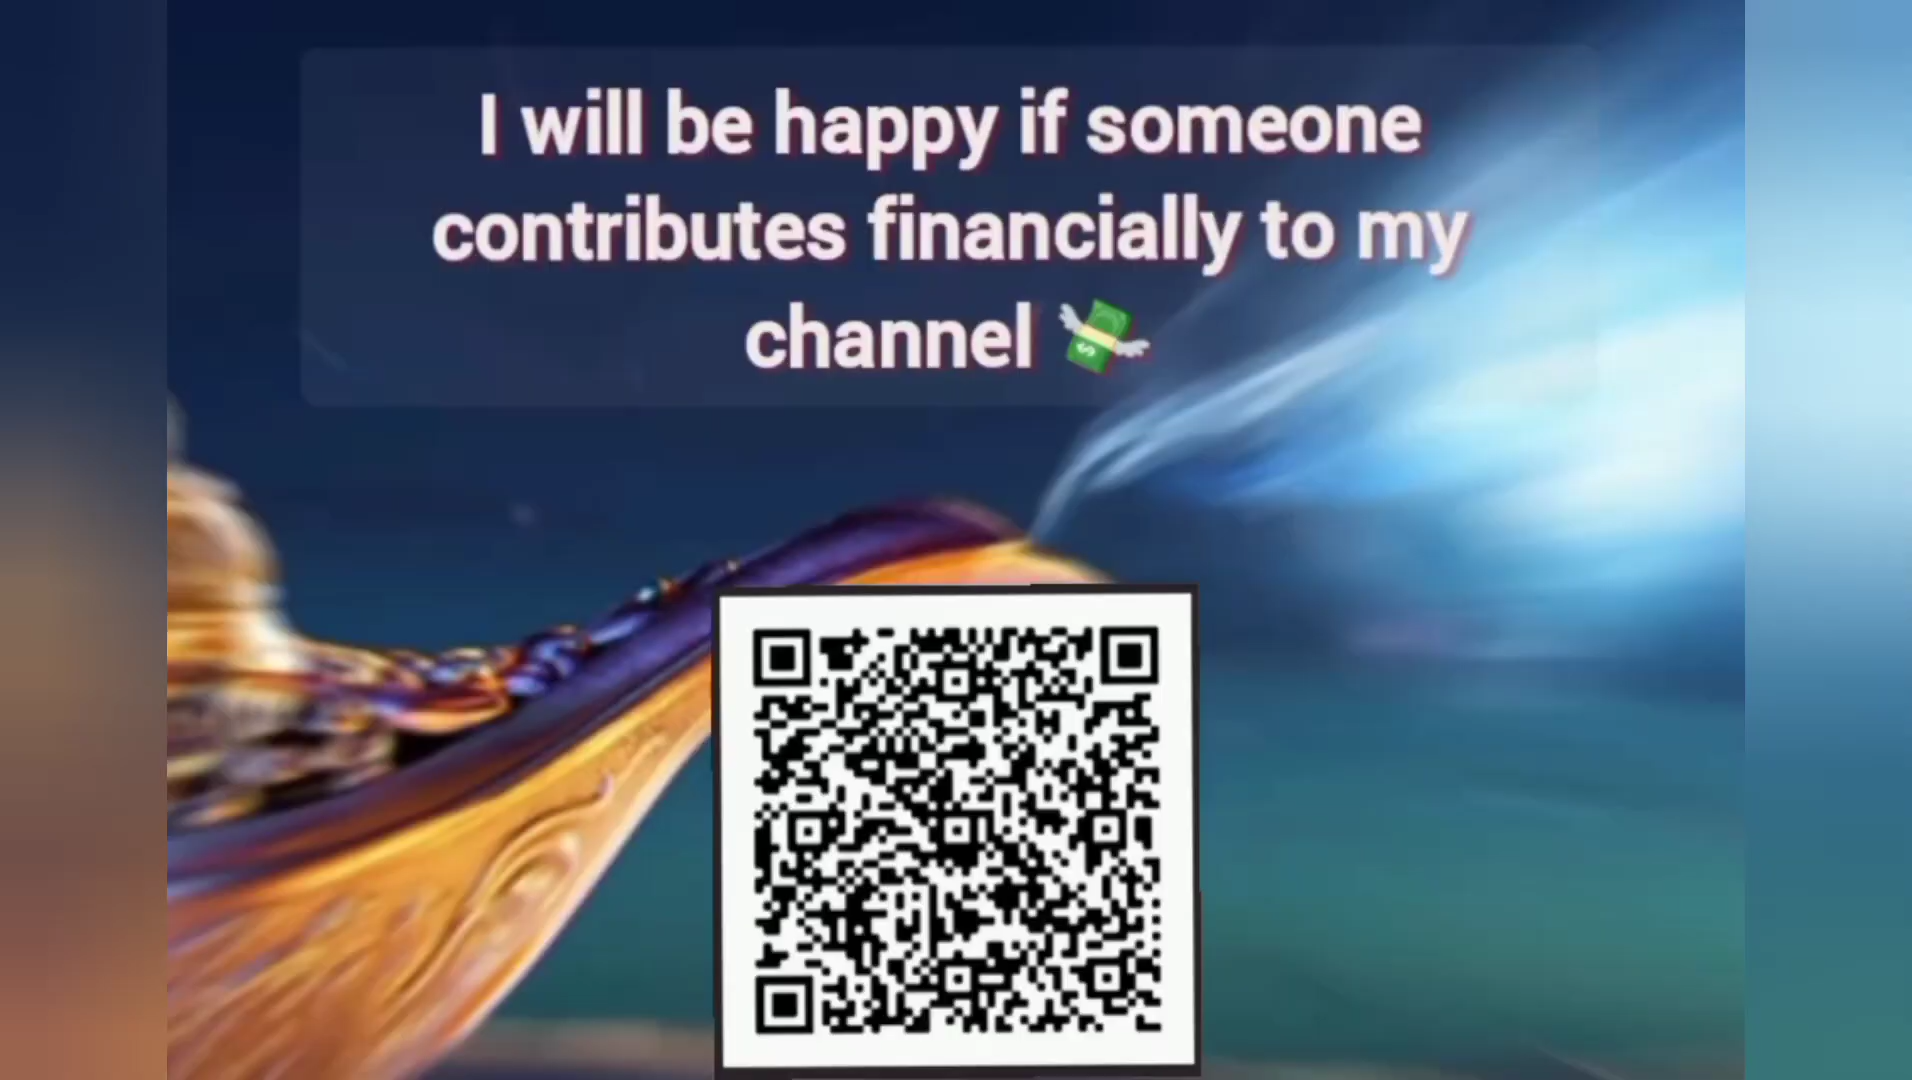 I will be happy if someone
contributes financially to my
channel 💸